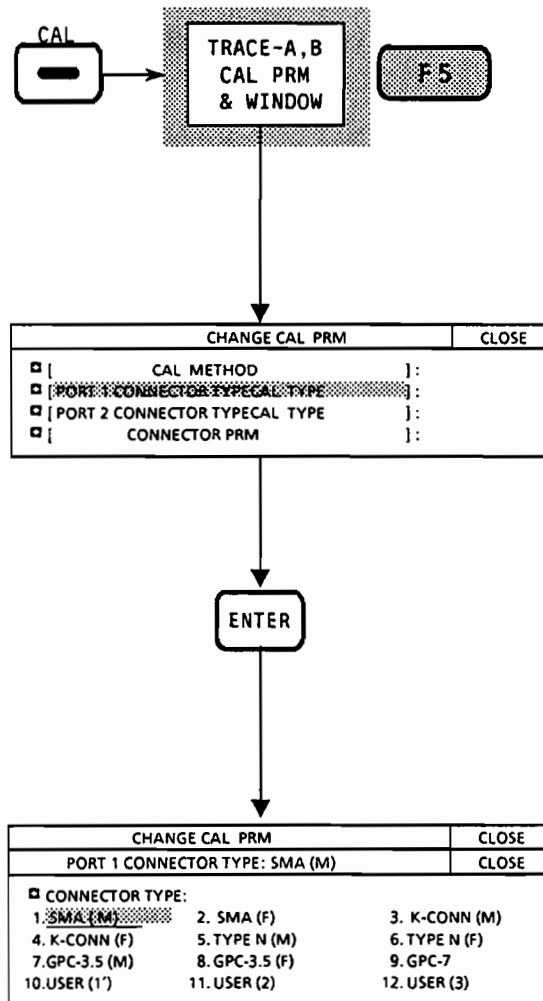 CAL
TRACE-A,B
CAL PRM
& WINDOW
F5
CHANGE CAL PRM CLOSE
[ CAL METHOD ] :
[ PORT 1 CONNECTOR TYPECAL TYPE ] :
[ PORT 2 CONNECTOR TYPECAL TYPE ] :
[ CONNECTOR PRM ] :
ENTER
CHANGE CAL PRM CLOSE
PORT 1 CONNECTOR TYPE: SMA (M) CLOSE
CONNECTOR TYPE:
1. SMA (M) 2. SMA (F) 3. K-CONN (M)
4. K-CONN (F) 5. TYPE N (M) 6. TYPE N (F)
7. GPC-3.5 (M) 8. GPC-3.5 (F) 9. GPC-7
10. USER (1') 11. USER (2) 12. USER (3)